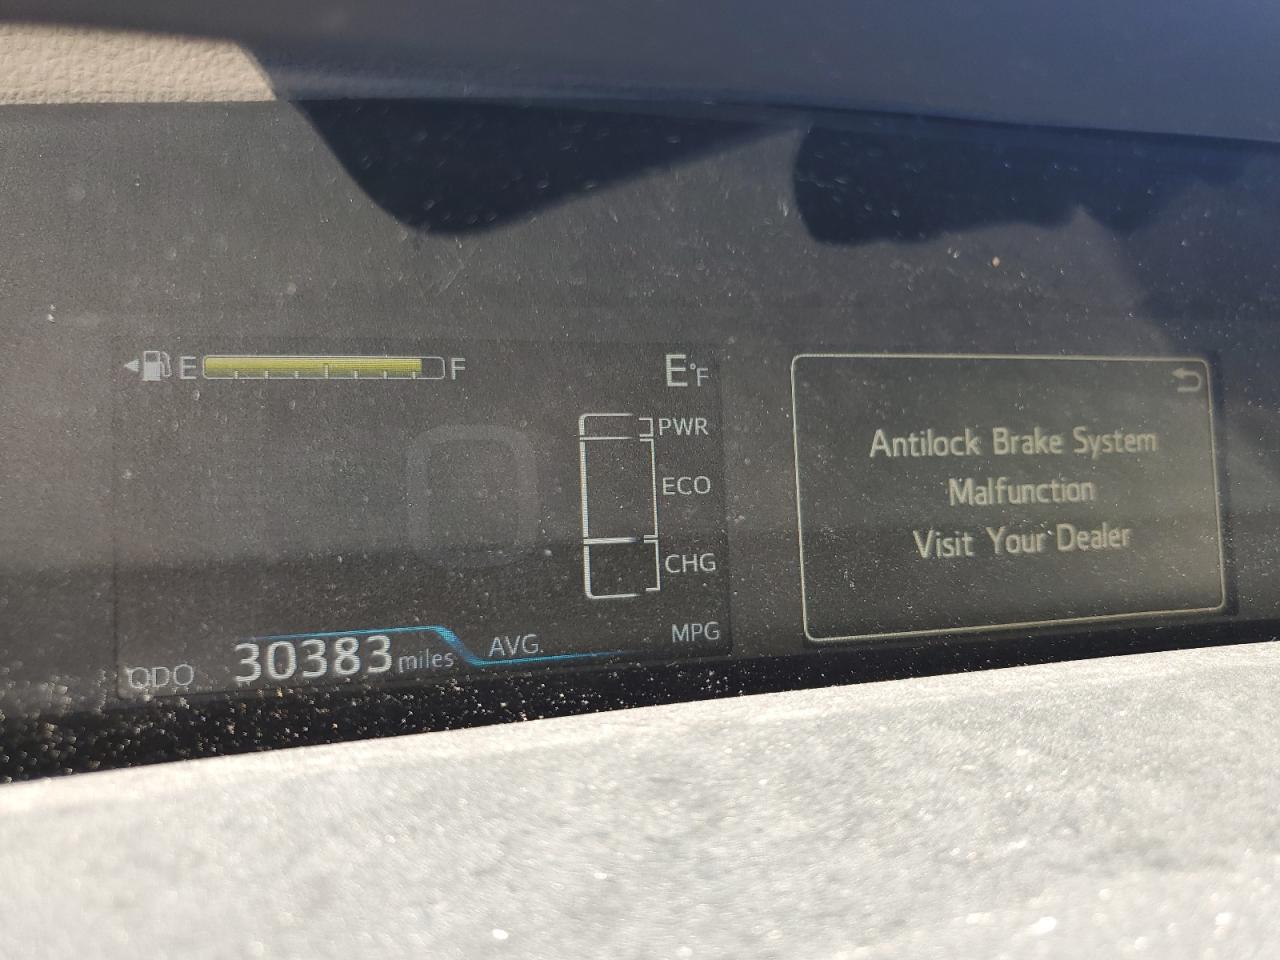 E F
E°F
PWR
ECO
CHG
ODO 30383 miles
AVG.
MPG
Antilock Brake System
Malfunction
Visit Your Dealer